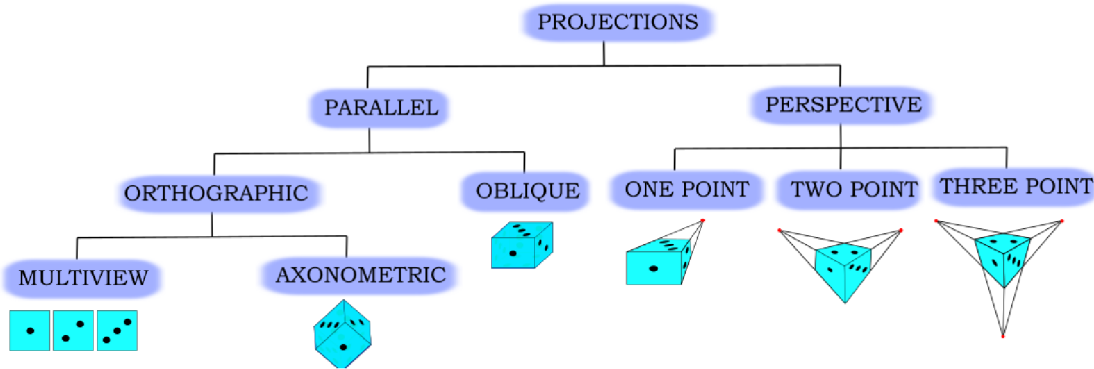 PROJECTIONS
PARALLEL
PERSPECTIVE
ORTHOGRAPHIC
OBLIQUE
ONE POINT
TWO POINT
THREE POINT
MULTIVIEW
AXONOMETRIC